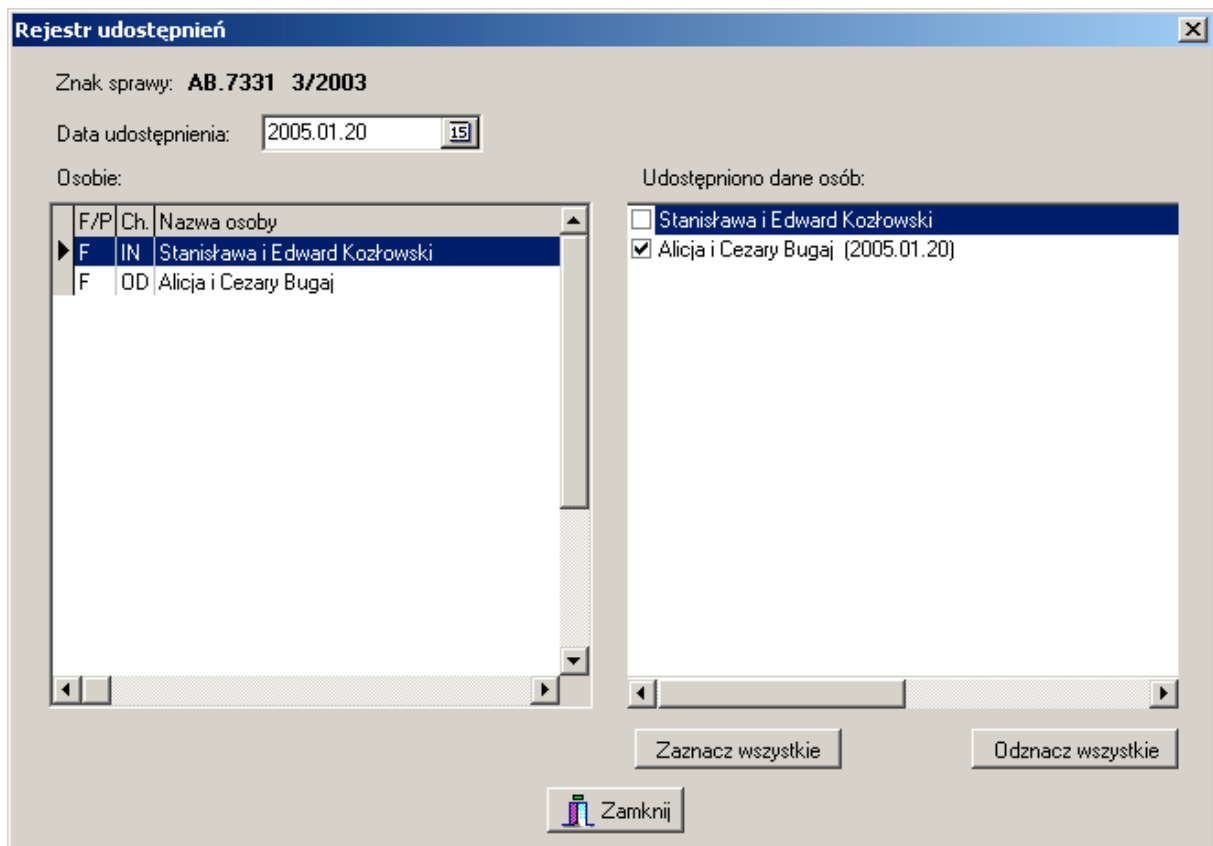 Rejestr udostępnień
Znak sprawy: AB.7331 3/2003
Data udostępnienia: 2005.01.20 15
Osobie:
F/P Ch. Nazwa osoby
F IN Stanisława i Edward Kozłowski
F OD Alicja i Cezary Bugaj
Udostępniono dane osób:
Stanisława i Edward Kozłowski
Alicja i Cezary Bugaj (2005.01.20)
Zaznacz wszystkie
Odznacz wszystkie
Zamknij